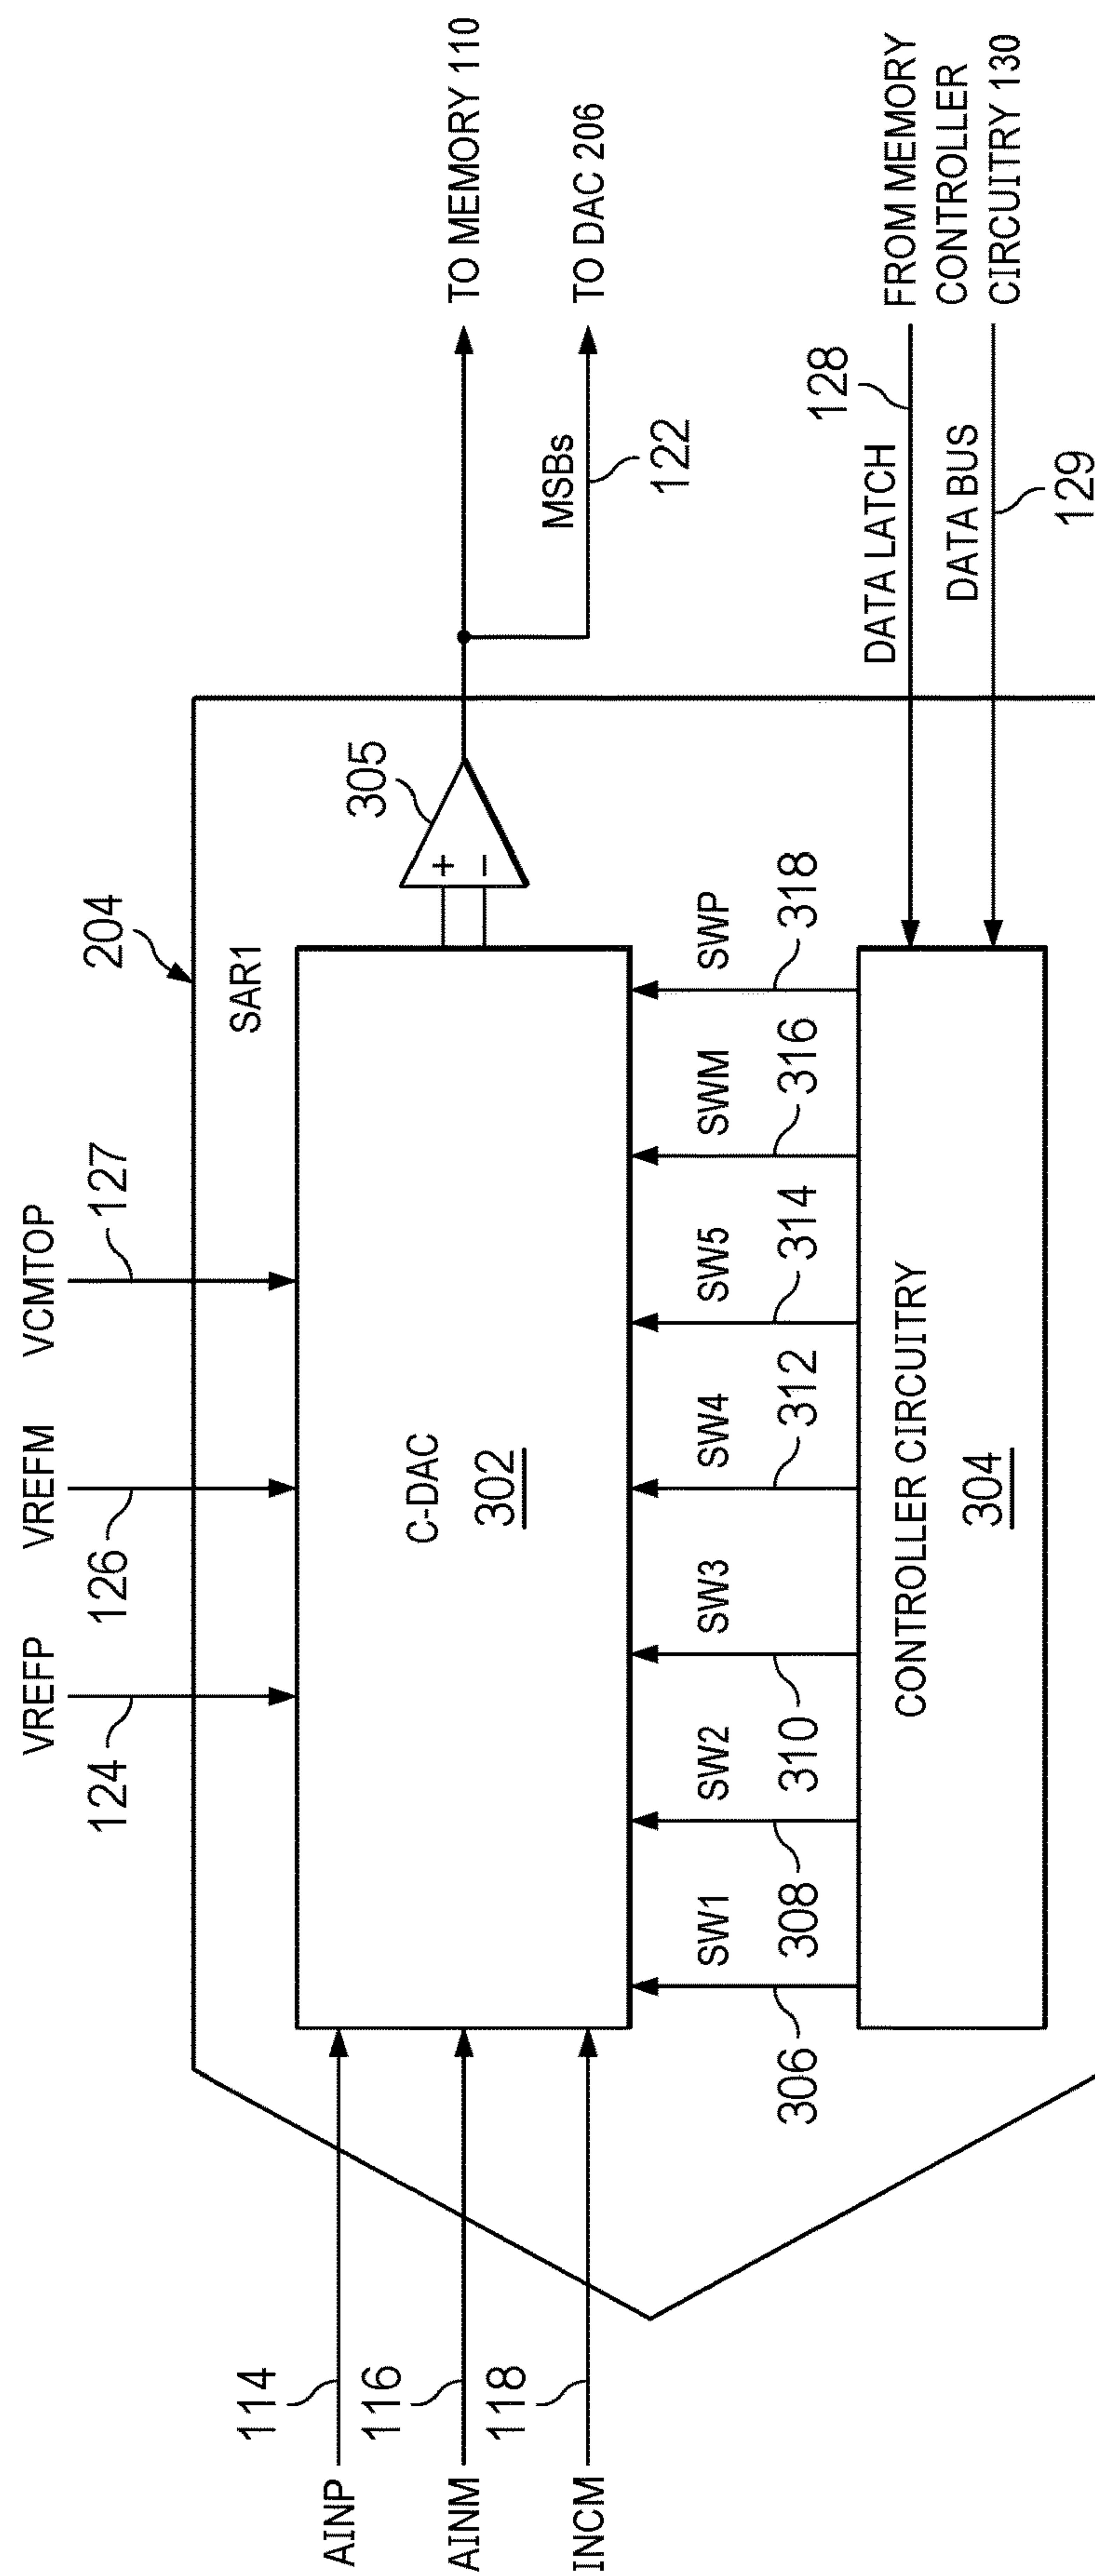 VREFP
VREFM
VCMTOP
124
126
127
204
SAR1
305
+
−
TO MEMORY 110
MSBs
TO DAC 206
122
114
AINP
116
AINM
118
INCM
C-DAC
302
SW1
SW2
SW3
SW4
SW5
SWM
SWP
306
308
310
312
314
316
318
CONTROLLER CIRCUITRY
304
128
DATA LATCH
DATA BUS
129
FROM MEMORY
CONTROLLER
CIRCUITRY 130